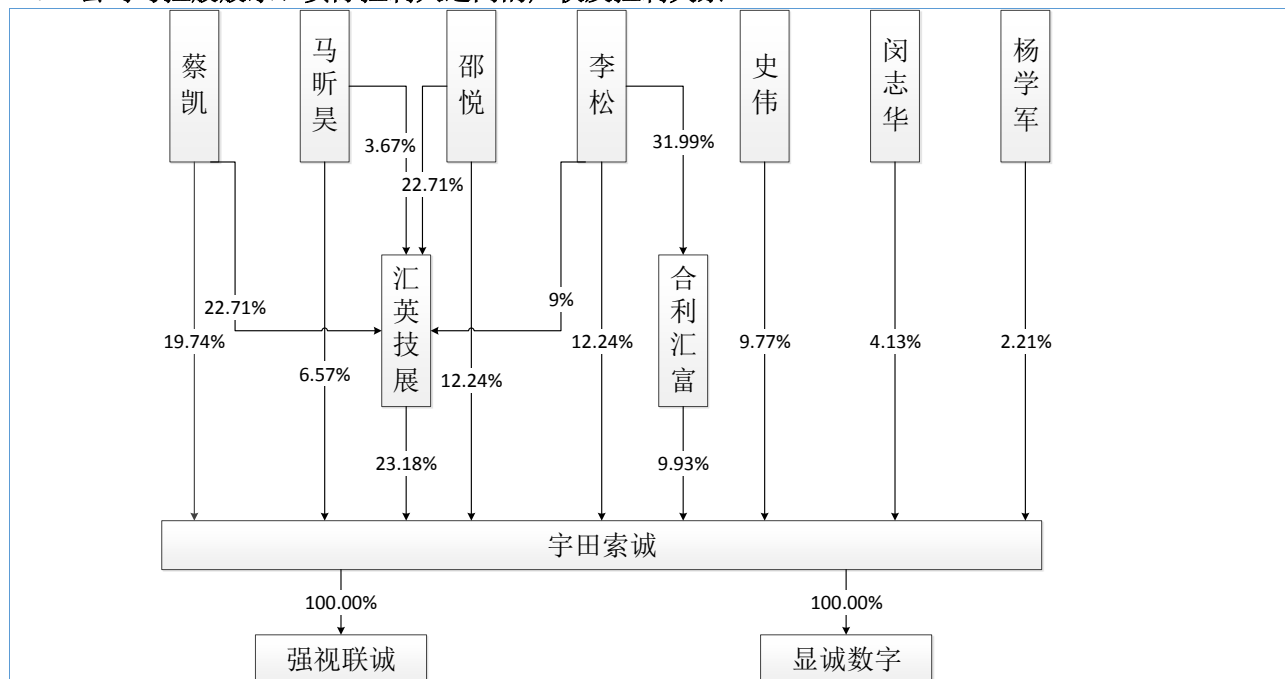 蔡凯
马昕昊
邵悦
李松
史伟
闵志华
杨学军
3.67%
31.99%
22.71%
汇英技展
合利汇富
22.71%
9%
19.74%
12.24%
9.77%
4.13%
2.21%
6.57%
12.24%
23.18%
9.93%
宇田索诚
100.00%
100.00%
强视联诚
显诚数字